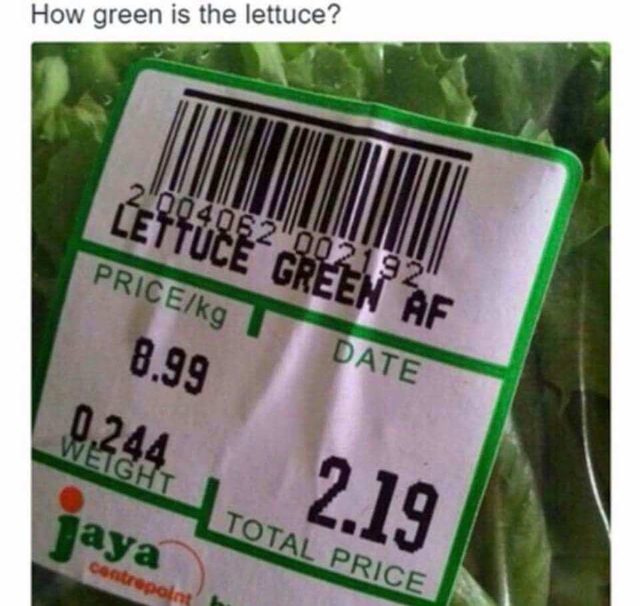 How green is the lettuce?
2 004062 002192
LETTUCE GREEN AF
PRICE/kg
DATE
8.99
0.244
WEIGHT
2.19
TOTAL PRICE
jaya
centrepoint